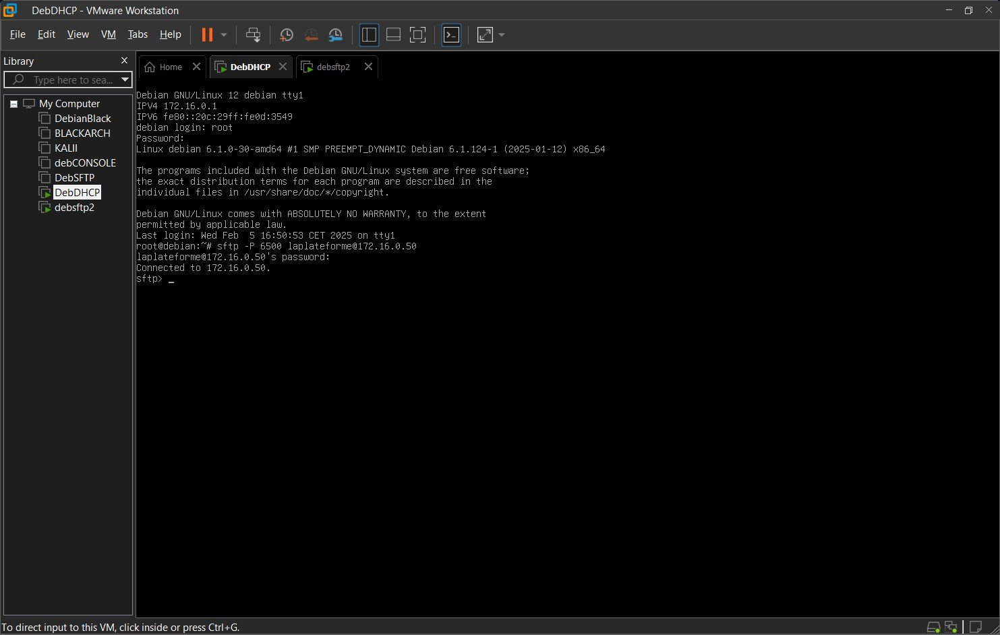 DebDHCP - VMware Workstation
File Edit View VM Tabs Help
Library
Type here to sea...
My Computer
DebianBlack
BLACKARCH
KALII
debCONSOLE
DebSFTP
DebDHCP
debsftp2
Home DebDHCP debsftp2
Debian GNU/Linux 12 debian tty1
IPV4 172.16.0.1
IPV6 fe80::20c:29ff:fe0d:3549
debian login: root
Password:
Linux debian 6.1.0-30-amd64 #1 SMP PREEMPT_DYNAMIC Debian 6.1.124-1 (2025-01-12) x86_64
The programs included with the Debian GNU/Linux system are free software;
the exact distribution terms for each program are described in the
individual files in /usr/share/doc/*/copyright.
Debian GNU/Linux comes with ABSOLUTELY NO WARRANTY, to the extent
permitted by applicable law.
Last login: Wed Feb  5 16:50:53 CET 2025 on tty1
root@debian:~# sftp -P 6500 laplateforme@172.16.0.50
laplateforme@172.16.0.50's password:
Connected to 172.16.0.50.
sftp> _
To direct input to this VM, click inside or press Ctrl+G.